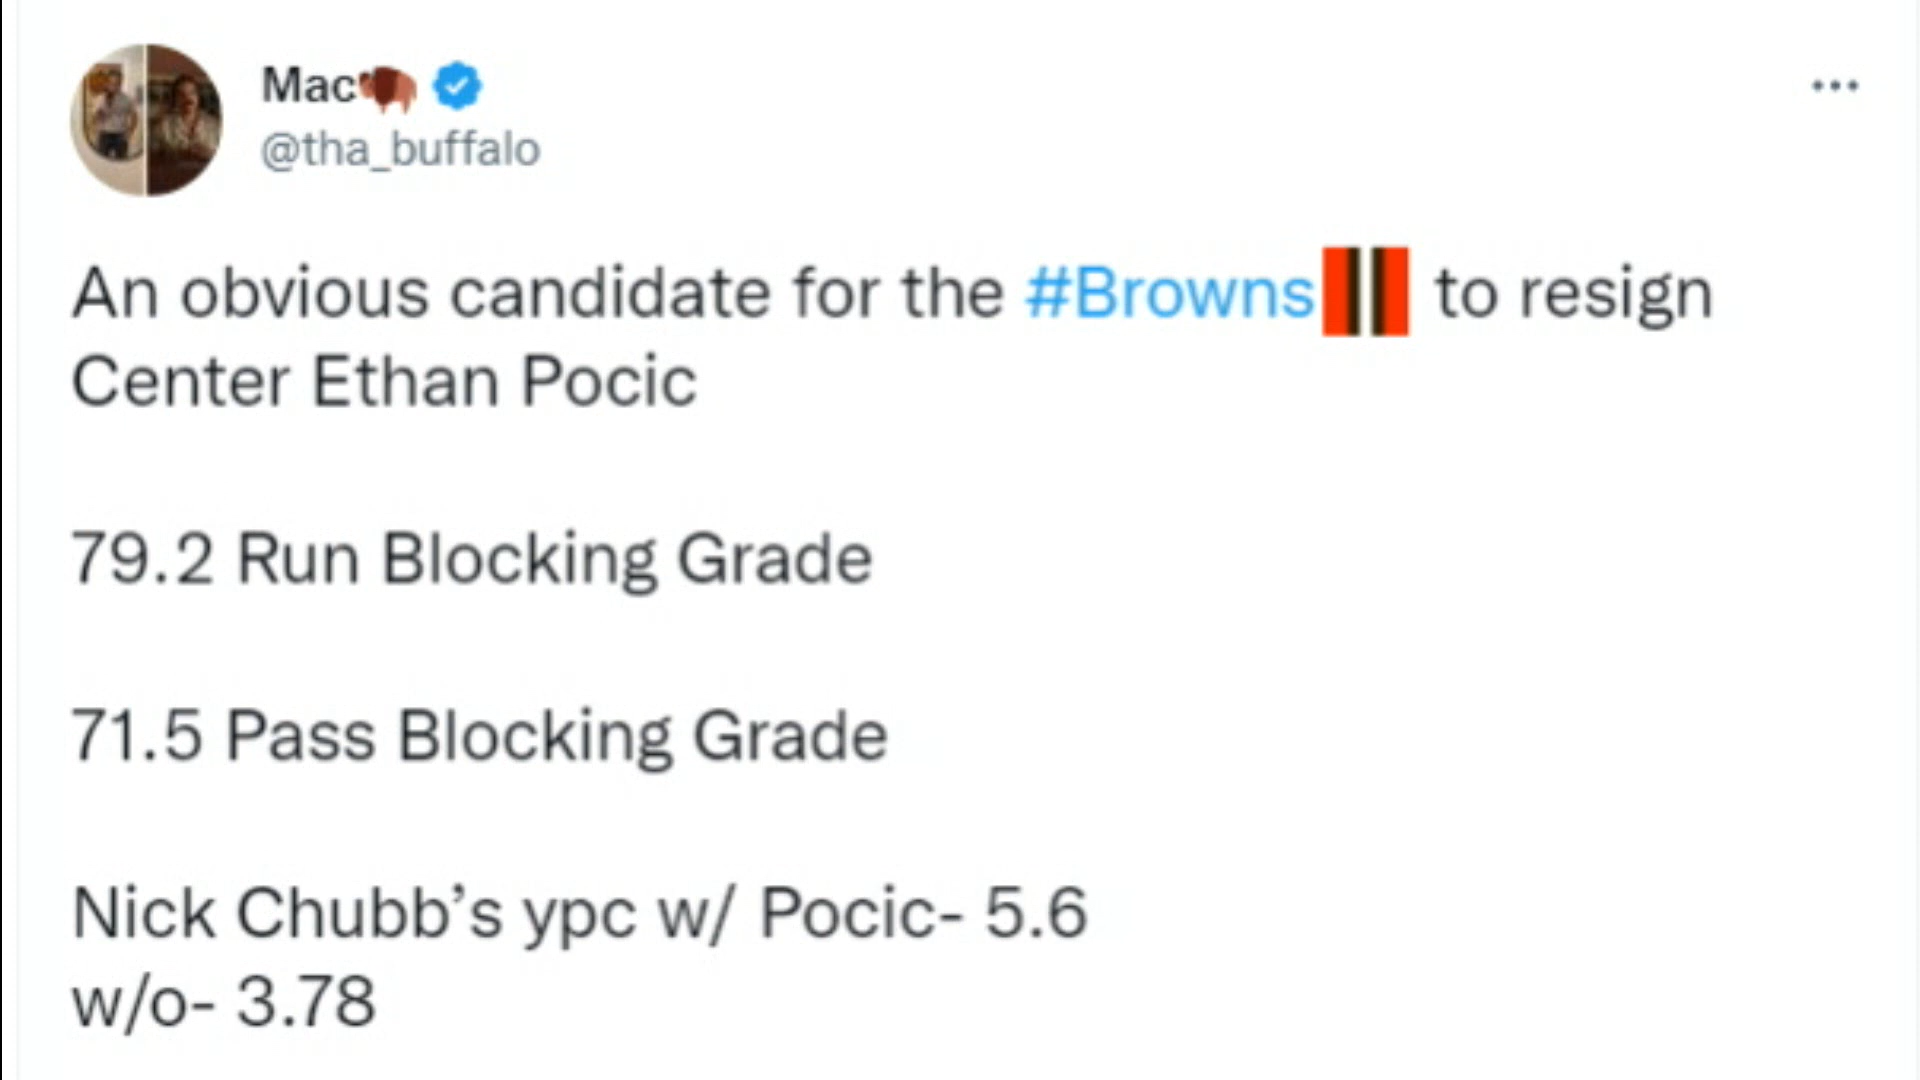 Mac
@tha_buffalo
An obvious candidate for the #Browns to resign
Center Ethan Pocic
79.2 Run Blocking Grade
71.5 Pass Blocking Grade
Nick Chubb’s ypc w/ Pocic- 5.6
w/o- 3.78